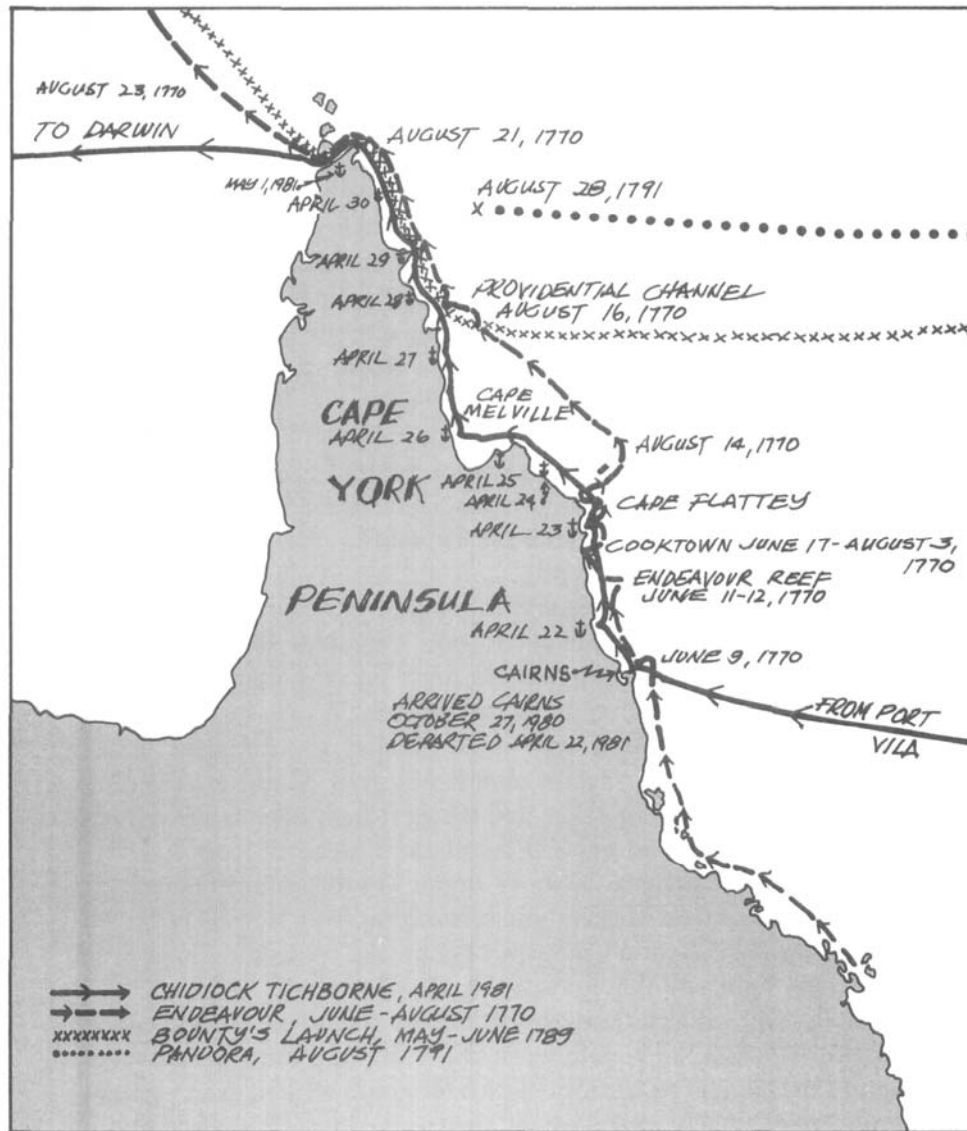 AUGUST 23, 1770
TO DARWIN
AUGUST 21, 1770
MAY 1, 1981
APRIL 30
AUGUST 28, 1791
X
APRIL 29
APRIL 28
PROVIDENTIAL CHANNEL
AUGUST 16, 1770
APRIL 27
CAPE
MELVILLE
CAPE
APRIL 26
AUGUST 14, 1770
YORK
APRIL 25
APRIL 24
CAPE FLATTEY
APRIL 23
COOKTOWN JUNE 17-AUGUST 3,
1770
ENDEAVOUR REEF
JUNE 11-12, 1770
PENINSULA
APRIL 22
JUNE 9, 1770
CAIRNS
ARRIVED CAIRNS
OCTOBER 27, 1980
DEPARTED APRIL 22, 1981
FROM PORT
VILA
CHIDIOCK TICHBORNE, APRIL 1981
ENDEAVOUR, JUNE-AUGUST 1770
BOUNTY'S LAUNCH, MAY-JUNE 1789
PANDORA, AUGUST 1791